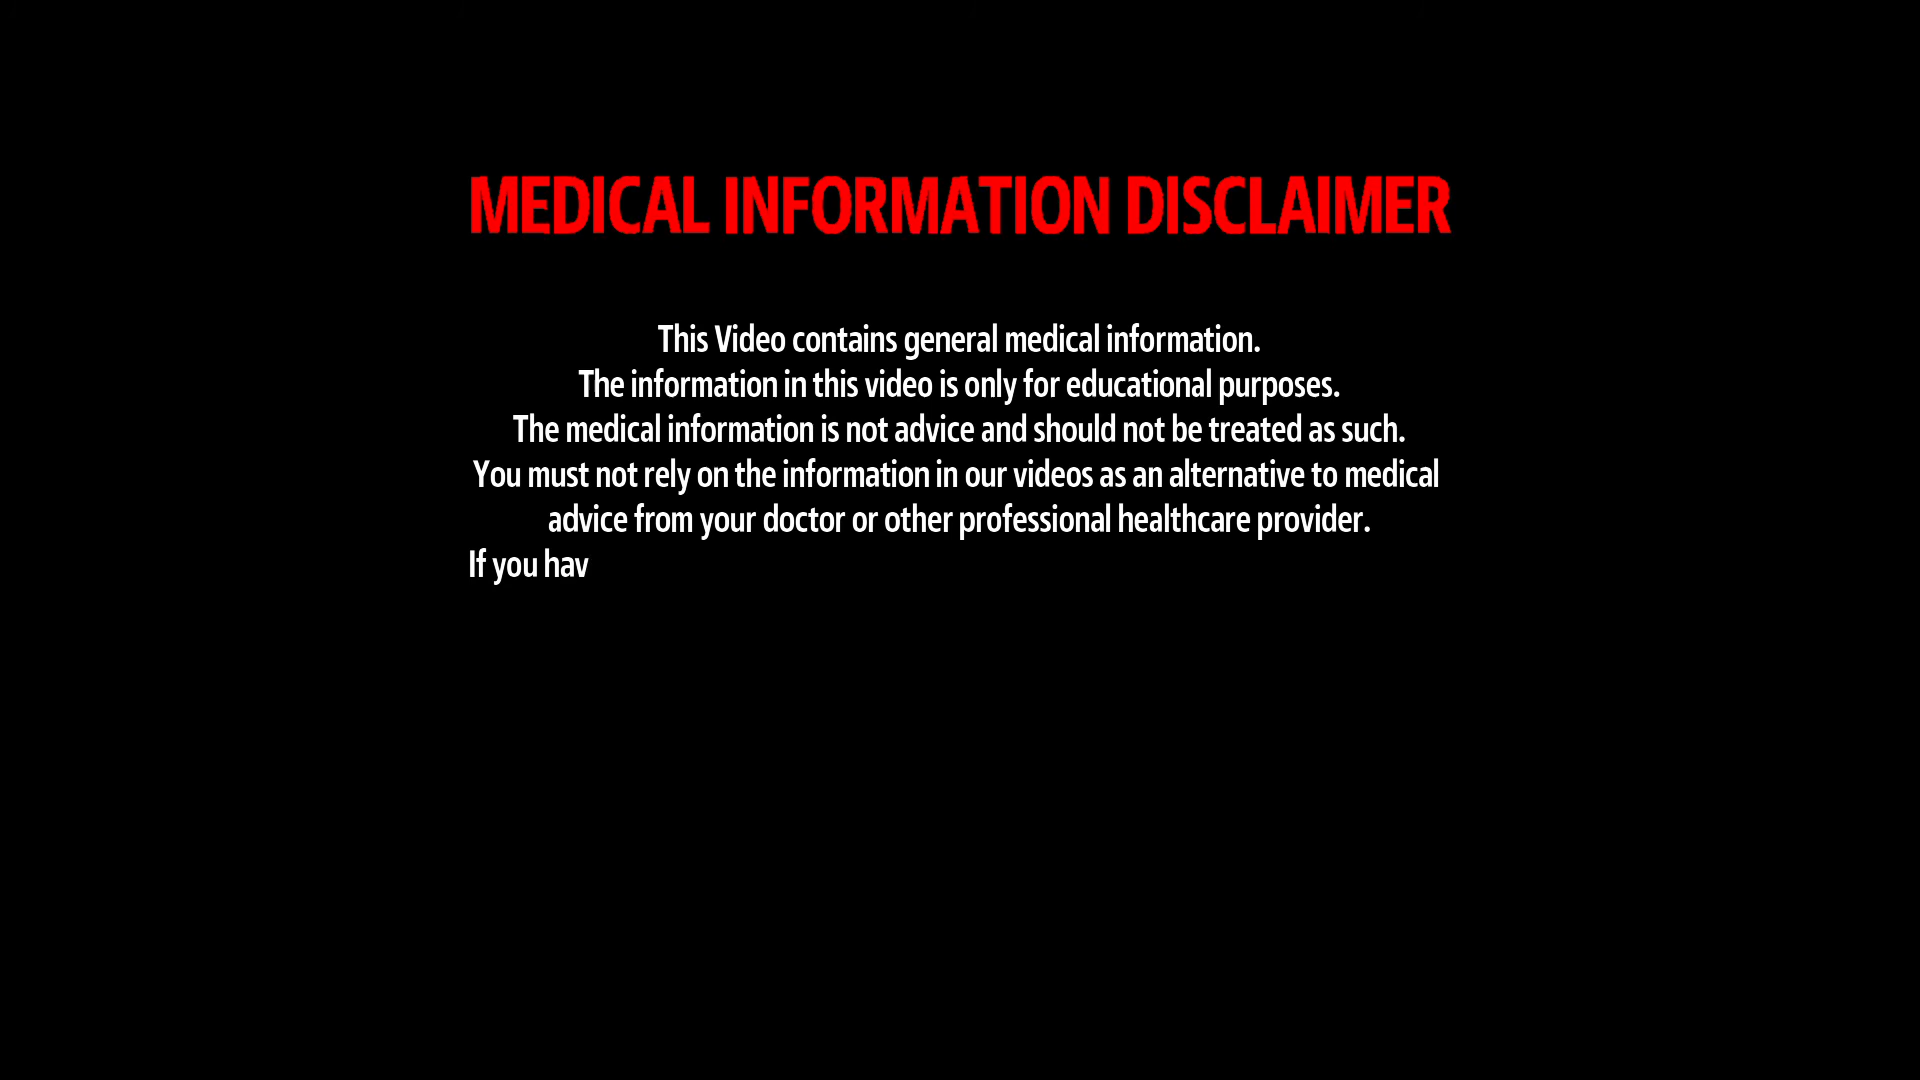 MEDICAL INFORMATION DISCLAIMER
This Video contains general medical information.
The information in this video is only for educational purposes.
The medical information is not advice and should not be treated as such.
You must not rely on the information in our videos as an alternative to medical
advice from your doctor or other professional healthcare provider.
If you hav